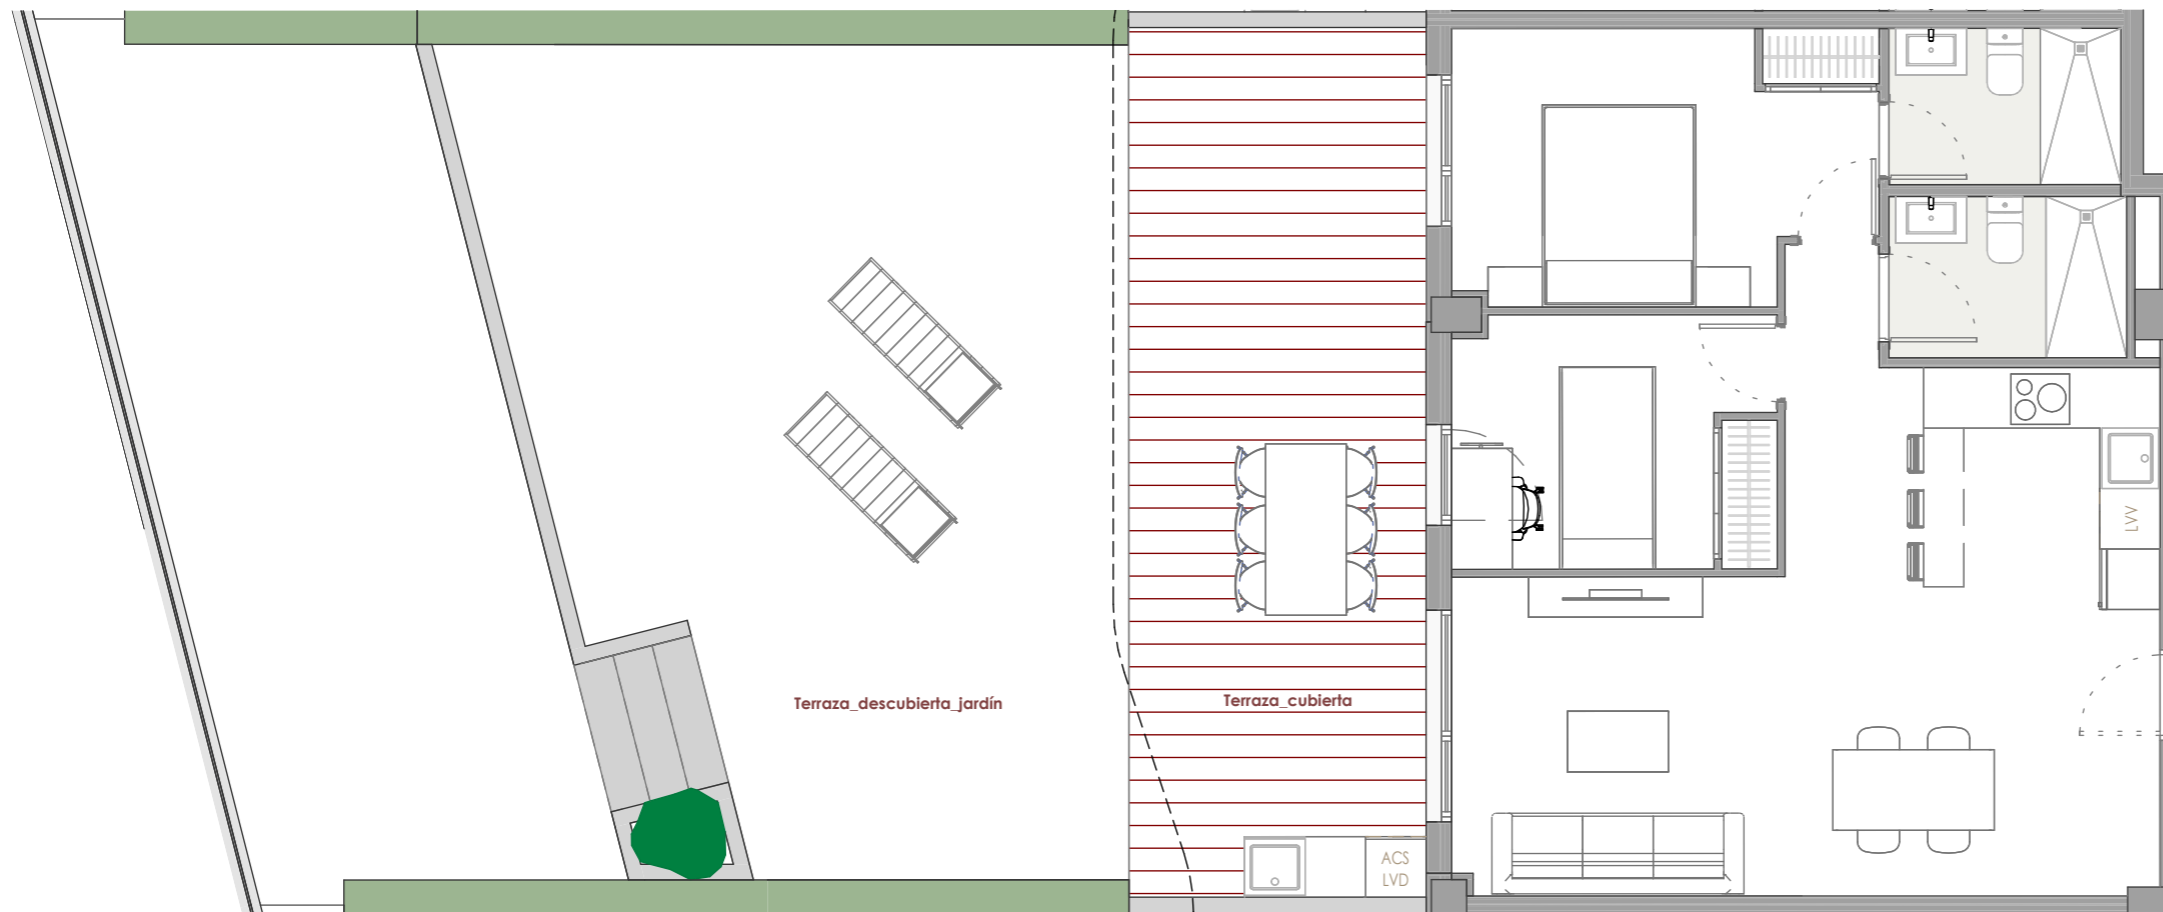 LVV
Terraza_descubierta_jardín
Terraza_cubierta
ACS
LVD